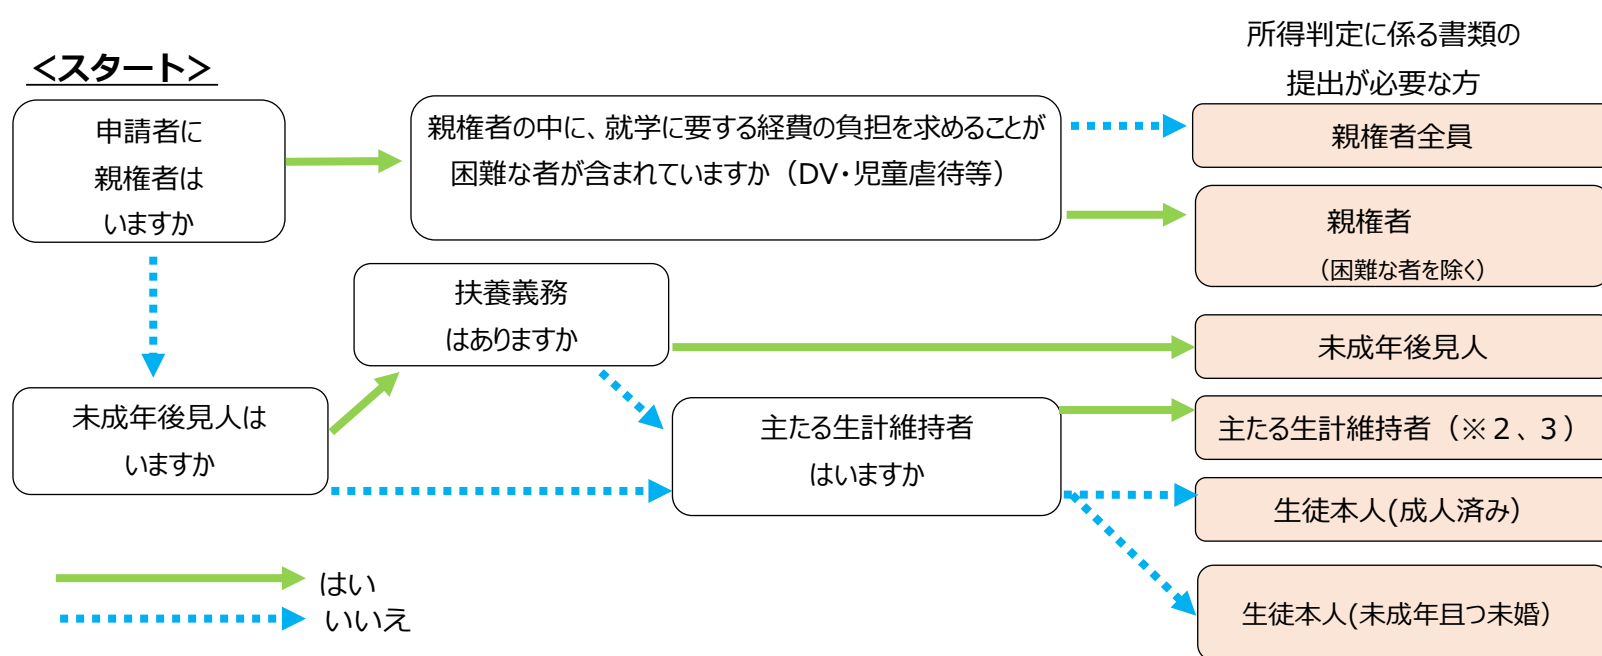 <スタート>
申請者に
親権者は
いますか
親権者の中に、就学に要する経費の負担を求めることが
困難な者が含まれていますか（DV・児童虐待等）
所得判定に係る書類の
提出が必要な方
親権者全員
親権者
（困難な者を除く）
扶養義務
はありますか
未成年後見人
未成年後見人は
いますか
主たる生計維持者
はいますか
主たる生計維持者（※２、３）
生徒本人(成人済み）
生徒本人(未成年且つ未婚）
はい
いいえ